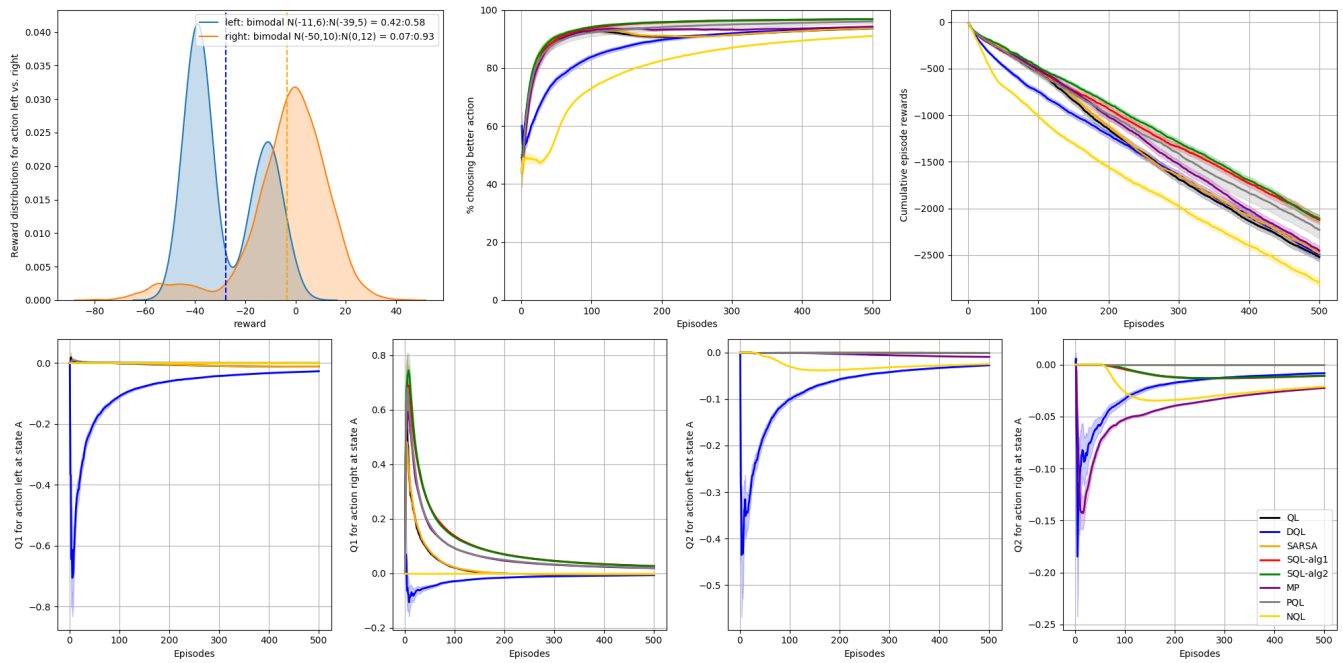 left: bimodal N(-11,6):N(-39,5) = 0.42:0.58
right: bimodal N(-50,10):N(0,12) = 0.07:0.93
Reward distributions for action left vs. right
0.040
0.035
0.030
0.025
0.020
0.015
0.010
0.005
0.000
−80 −60 −40 −20 0 20 40
reward
% choosing better action
100
80
60
40
20
0
0 100 200 300 400 500
Episodes
Cumulative episode rewards
0
−500
−1000
−1500
−2000
−2500
0 100 200 300 400 500
Episodes
Q1 for action left at state A
0.0
−0.2
−0.4
−0.6
−0.8
0 100 200 300 400 500
Episodes
Q1 for action right at state A
0.8
0.6
0.4
0.2
0.0
−0.2
0 100 200 300 400 500
Episodes
Q2 for action left at state A
0.0
−0.1
−0.2
−0.3
−0.4
−0.5
0 100 200 300 400 500
Episodes
Q2 for action right at state A
0.00
−0.05
−0.10
−0.15
−0.20
−0.25
0 100 200 300 400 500
Episodes
QL
DQL
SARSA
SQL-alg1
SQL-alg2
MP
PQL
NQL